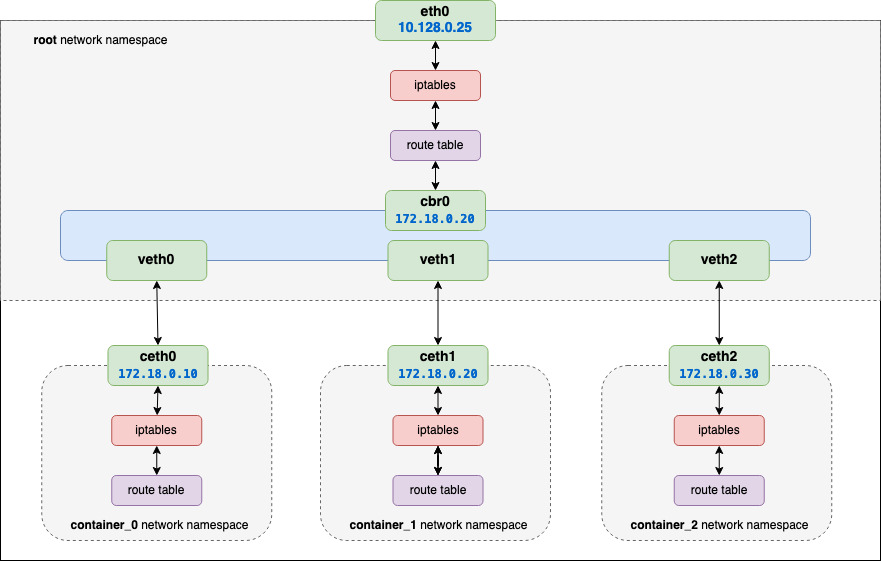 eth0
10.128.0.25
root network namespace
iptables
route table
cbr0
172.18.0.20
veth0
veth1
veth2
ceth0
172.18.0.10
ceth1
172.18.0.20
ceth2
172.18.0.30
iptables
iptables
iptables
route table
route table
route table
container_0 network namespace
container_1 network namespace
container_2 network namespace